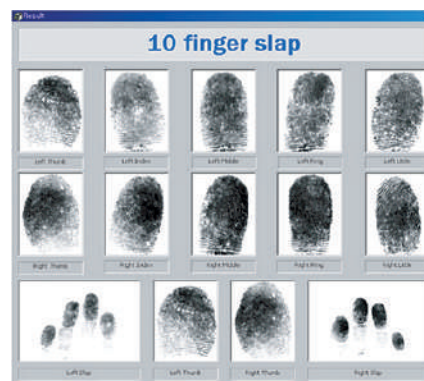 Result
10 finger slap
Left Thumb
Left Index
Left Middle
Left Ring
Left Little
Right Thumb
Right Index
Right Middle
Right Ring
Right Little
Left Slap
Left Thumb
Right Thumb
Right Slap